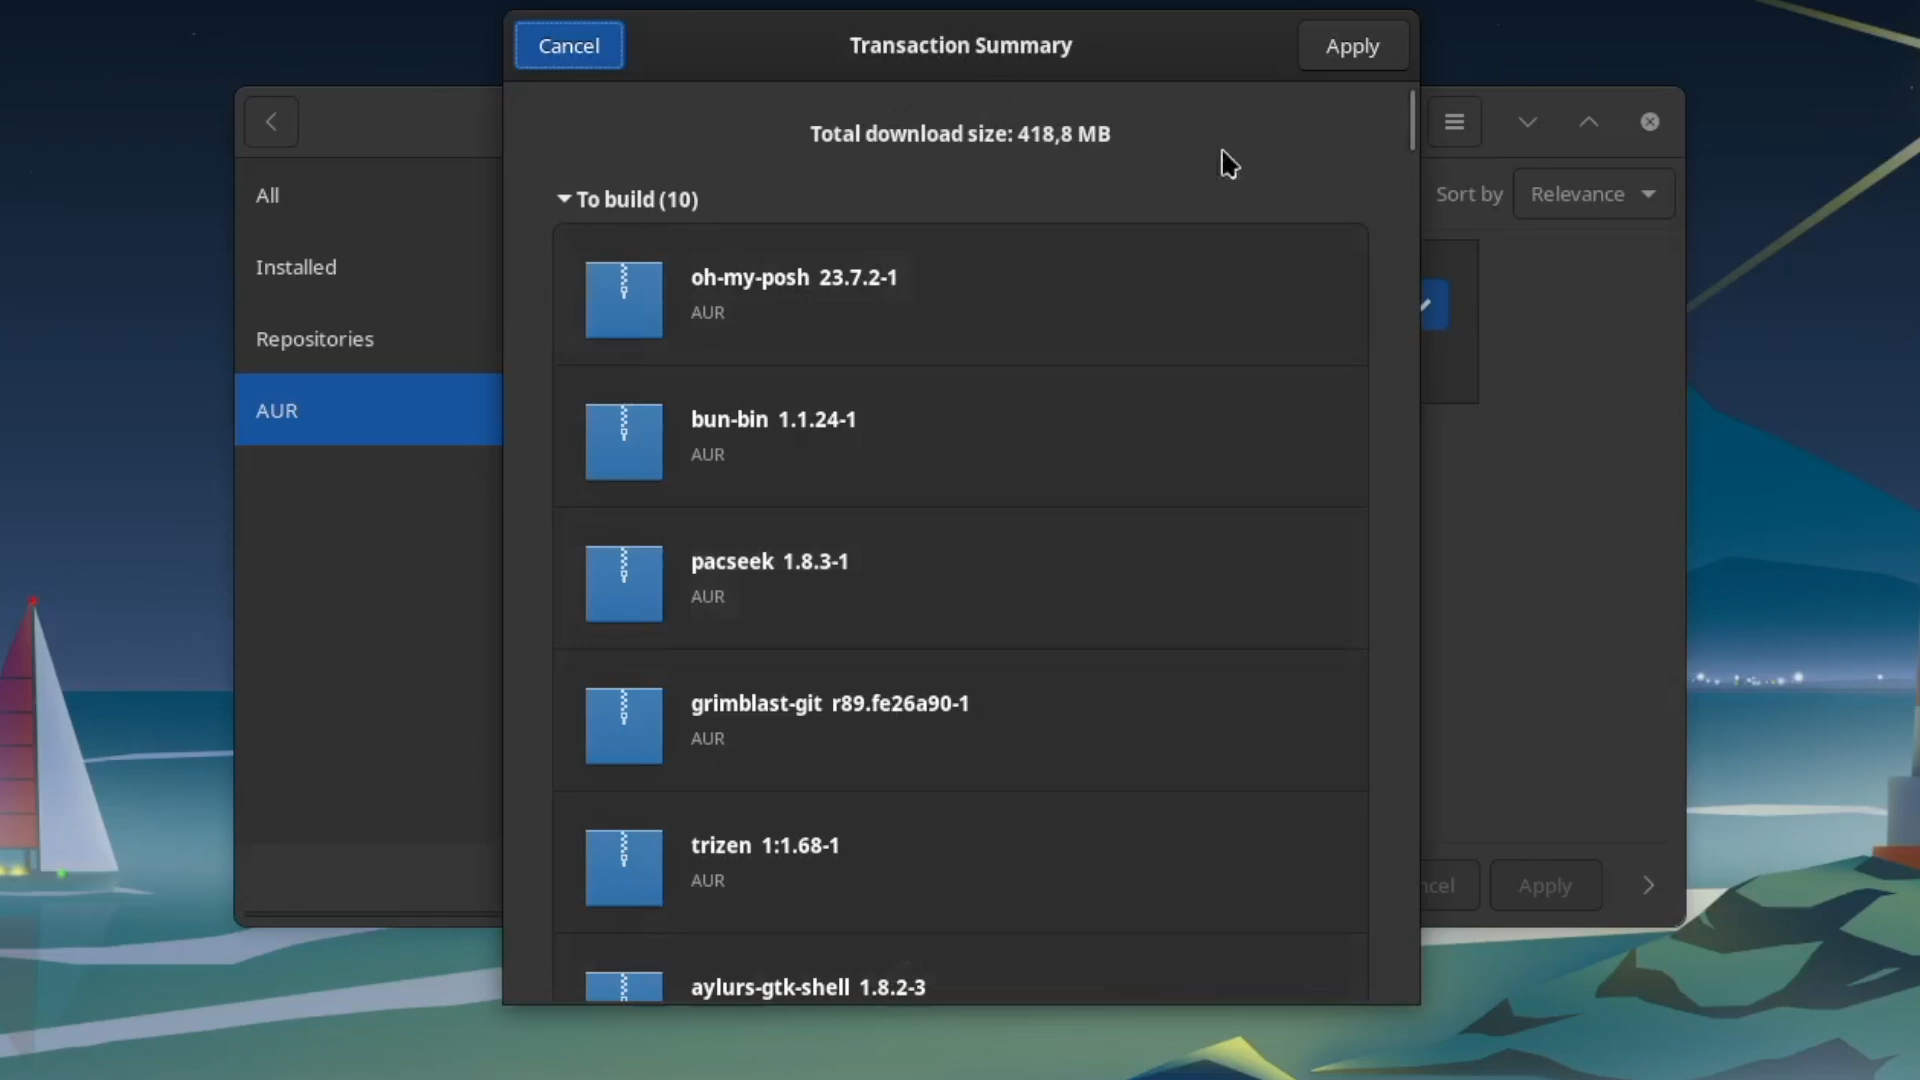 Cancel
Transaction Summary
Apply
Total download size: 418,8 MB
To build (10)
oh-my-posh 23.7.2-1
AUR
bun-bin 1.1.24-1
AUR
pacseek 1.8.3-1
AUR
grimblast-git r89.fe26a90-1
AUR
trizen 1:1.68-1
AUR
aylurs-gtk-shell 1.8.2-3
All
Installed
Repositories
AUR
Sort by
Relevance
ncel
Apply